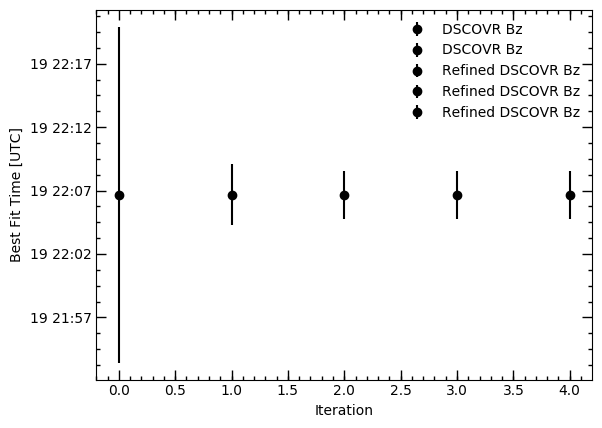 DSCOVR Bz
DSCOVR Bz
Refined DSCOVR Bz
Refined DSCOVR Bz
Refined DSCOVR Bz
Best Fit Time [UTC]
19 22:17
19 22:12
19 22:07
19 22:02
19 21:57
0.0 0.5 1.0 1.5 2.0 2.5 3.0 3.5 4.0
Iteration